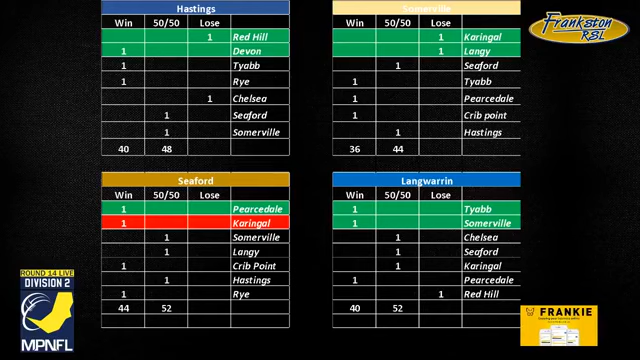 Hastings
Win 50/50 Lose
1 Red Hill
1 Devon
1 Tyabb
1 Rye
1 Chelsea
1 Seaford
1 Somerville
40 48
Somerville
Win 50/50 Lose
1 Karingal
1 Langy
1 Seaford
1 Tyabb
1 Pearcedale
1 Crib point
1 Hastings
36 44
Frankston
RSL
Seaford
Win 50/50 Lose
1 Pearcedale
1 Karingal
1 Somerville
1 Langy
1 Crib Point
1 Hastings
1 Rye
44 52
Langwarrin
Win 50/50 Lose
1 Tyabb
1 Somerville
1 Chelsea
1 Seaford
1 Karingal
1 Pearcedale
1 Red Hill
40 52
ROUND 14 LIVE
DIVISION 2
MPNFL
FRANKIE